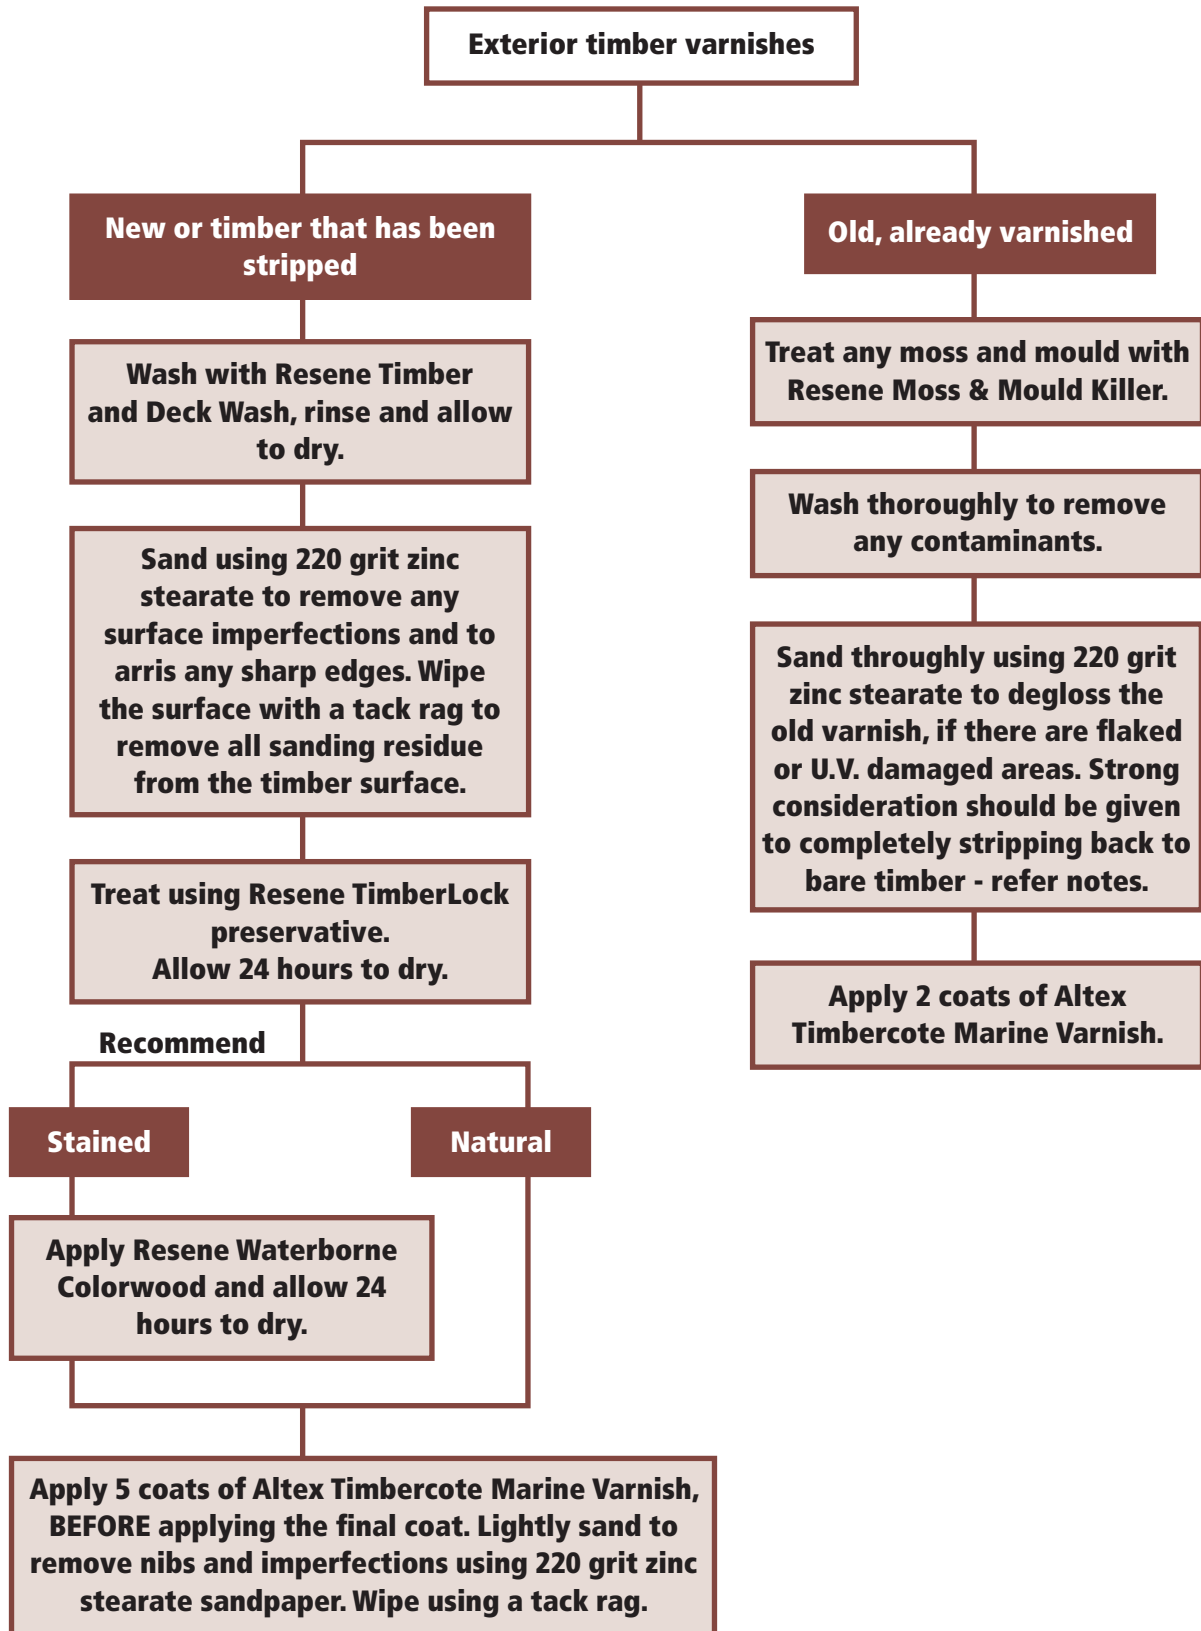 Exterior timber varnishes
New or timber that has been
stripped
Wash with Resene Timber
and Deck Wash, rinse and allow
to dry.
Sand using 220 grit zinc
stearate to remove any
surface imperfections and to
arris any sharp edges. Wipe
the surface with a tack rag to
remove all sanding residue
from the timber surface.
Treat using Resene TimberLock
preservative.
Allow 24 hours to dry.
Recommend
Stained
Natural
Apply Resene Waterborne
Colorwood and allow 24
hours to dry.
Apply 5 coats of Altex Timbercote Marine Varnish,
BEFORE applying the final coat. Lightly sand to
remove nibs and imperfections using 220 grit zinc
stearate sandpaper. Wipe using a tack rag.
Old, already varnished
Treat any moss and mould with
Resene Moss & Mould Killer.
Wash thoroughly to remove
any contaminants.
Sand throughly using 220 grit
zinc stearate to degloss the
old varnish, if there are flaked
or U.V. damaged areas. Strong
consideration should be given
to completely stripping back to
bare timber - refer notes.
Apply 2 coats of Altex
Timbercote Marine Varnish.